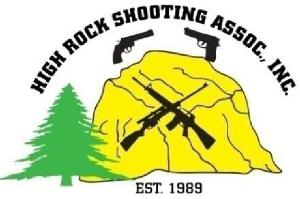 HIGH ROCK SHOOTING ASSOC., INC.
EST. 1989